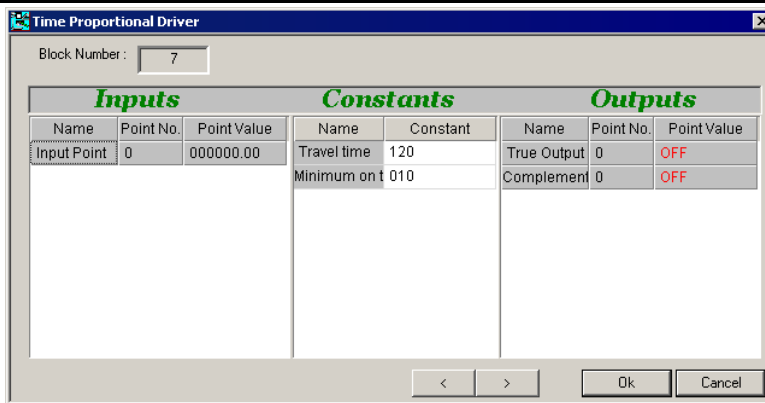 Time Proportional Driver
Block Number : 7
Inputs Constants Outputs
Name Point No. Point Value Name Constant Name Point No. Point Value
Input Point 0 000000.00 Travel time 120 True Output 0 OFF
Minimum on t 010 Complement 0 OFF
< > Ok Cancel